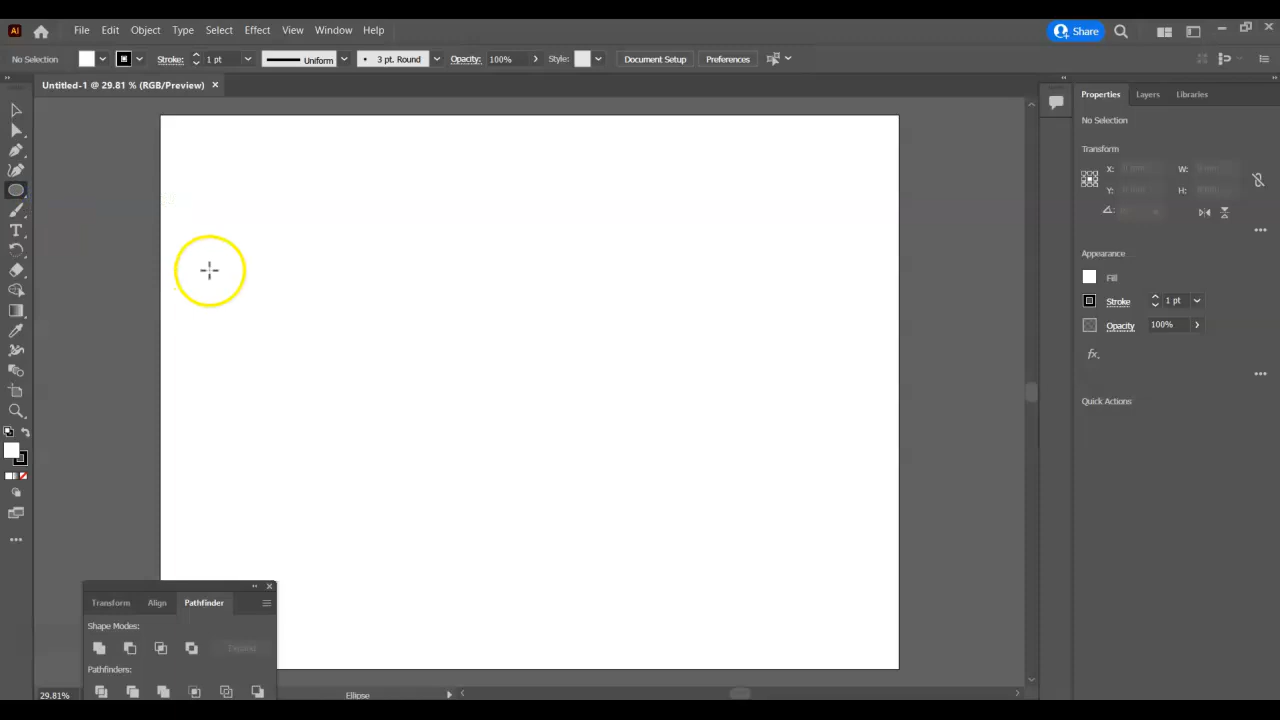 Ai File Edit Object Type Select Effect View Window Help Share
No Selection Stroke: 1 pt Uniform 3 pt. Round Opacity: 100% Style: Document Setup Preferences
Untitled-1 @ 29.81 % (RGB/Preview)
Properties Layers Libraries
No Selection
Transform
X: W:
Y: H:
Appearance
Fill
Stroke 1 pt
Opacity 100%
fx.
Quick Actions
T
Transform Align Pathfinder
Shape Modes:
Expand
Pathfinders:
29.81% Ellipse